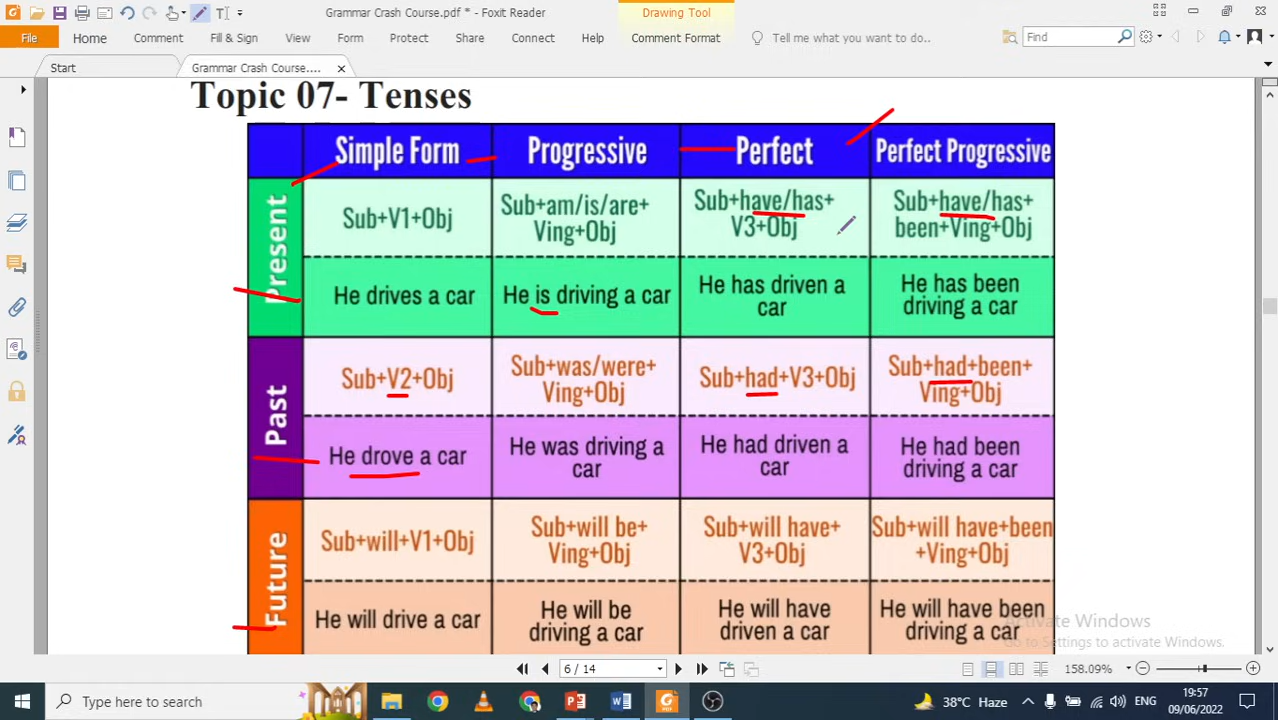 Grammar Crash Course.pdf * - Foxit Reader
Drawing Tool
File Home Comment Fill & Sign View Form Protect Share Connect Help Comment Format Tell me what you want to do.. Find
Start Grammar Crash Course....
Topic 07- Tenses
Simple Form Progressive Perfect Perfect Progressive
Present
Sub+V1+Obj
Sub+am/is/are+
Ving+Obj
Sub+have/has+
V3+Obj
Sub+have/has+
been+Ving+Obj
He drives a car
He is driving a car
He has driven a
car
He has been
driving a car
Past
Sub+V2+Obj
Sub+was/were+
Ving+Obj
Sub+had+V3+Obj
Sub+had+been+
Ving+Obj
He drove a car
He was driving a
car
He had driven a
car
He had been
driving a car
Future
Sub+will+V1+Obj
Sub+will be+
Ving+Obj
Sub+will have+
V3+Obj
Sub+will have+been
+Ving+Obj
He will drive a car
He will be
driving a car
He will have
driven a car
He will have been
driving a car
Activate Windows
Go to Settings to activate Windows.
6 / 14
158.09%
Type here to search
38°C Haze
ENG
19:57
09/06/2022